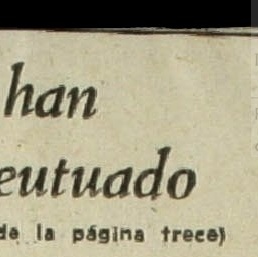 han
eutuado
de la página trece)